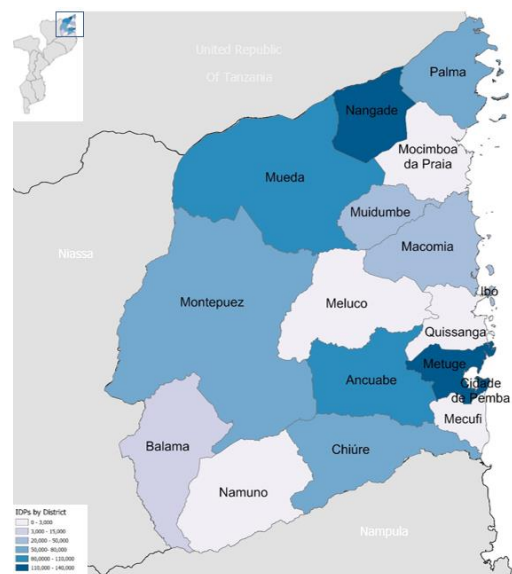 United Republic
Of Tanzania
Palma
Nangade
Mocimboa
da Praia
Mueda
Muidumbe
Macomia
Niassa
Ibo
Montepuez
Meluco
Quissanga
Metuge
Ancuabe
Cidade
de Pemba
Mecufi
Balama
Chiúre
Namuno
Nampula
IDPs by District
0 - 3,000
3,000 - 15,000
20,000 - 50,000
50,000 - 80,000
80,0000 - 110,000
110,000 - 140,000